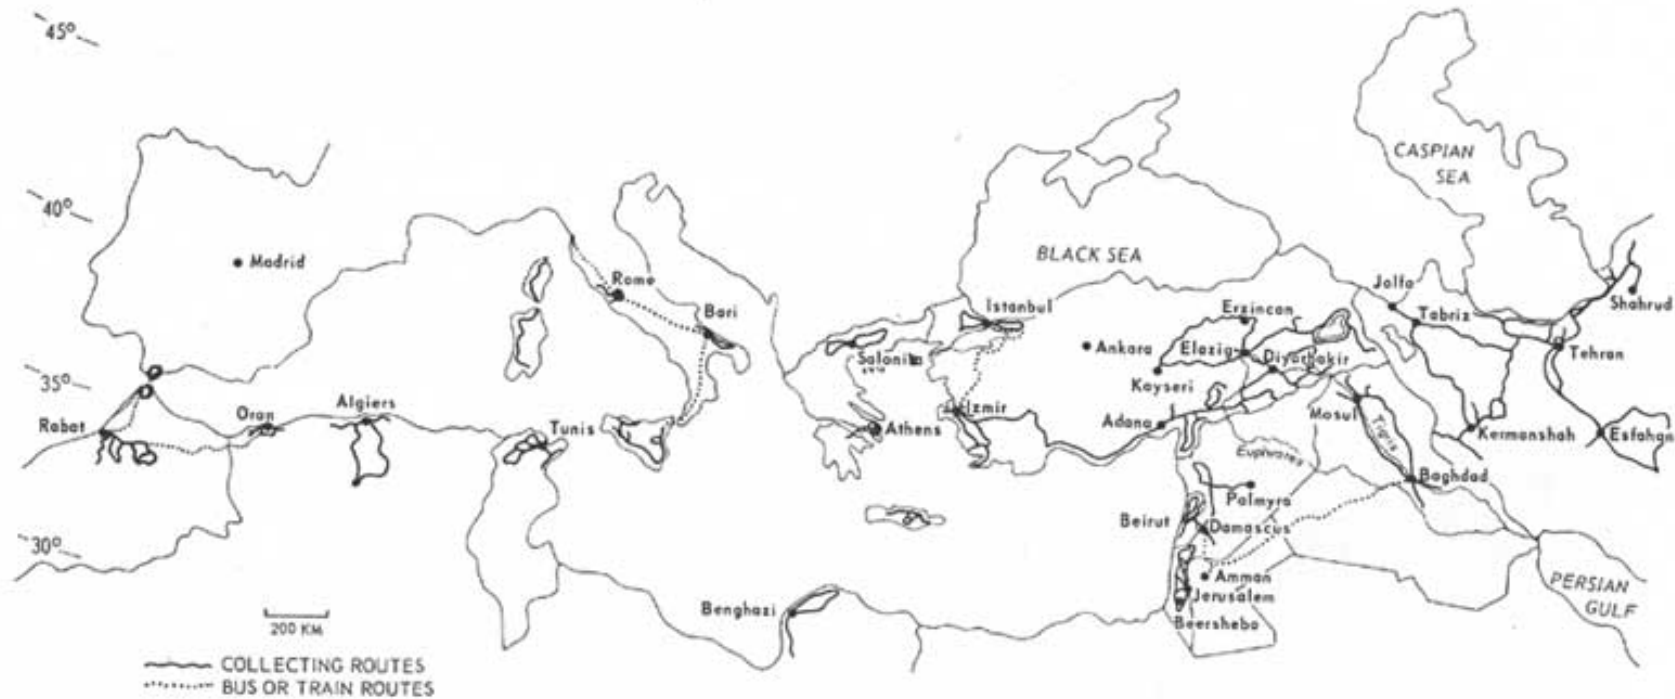 45°
40°
35°
30°
Madrid
Rome
Bari
Rabat
Oran
Algiers
Tunis
Benghazi
Salonika
Athens
Istanbul
Izmir
Ankara
Kayseri
Adana
Erzincan
Elazig
Diyarbakir
BLACK SEA
CASPIAN
SEA
Jolfa
Tabriz
Shahrud
Tehran
Mosul
Tigris
Kermanshah
Esfahan
Euphrates
Baghdad
Palmyra
Beirut
Damascus
Amman
Jerusalem
Beersheba
PERSIAN
GULF
200 KM
COLLECTING ROUTES
BUS OR TRAIN ROUTES